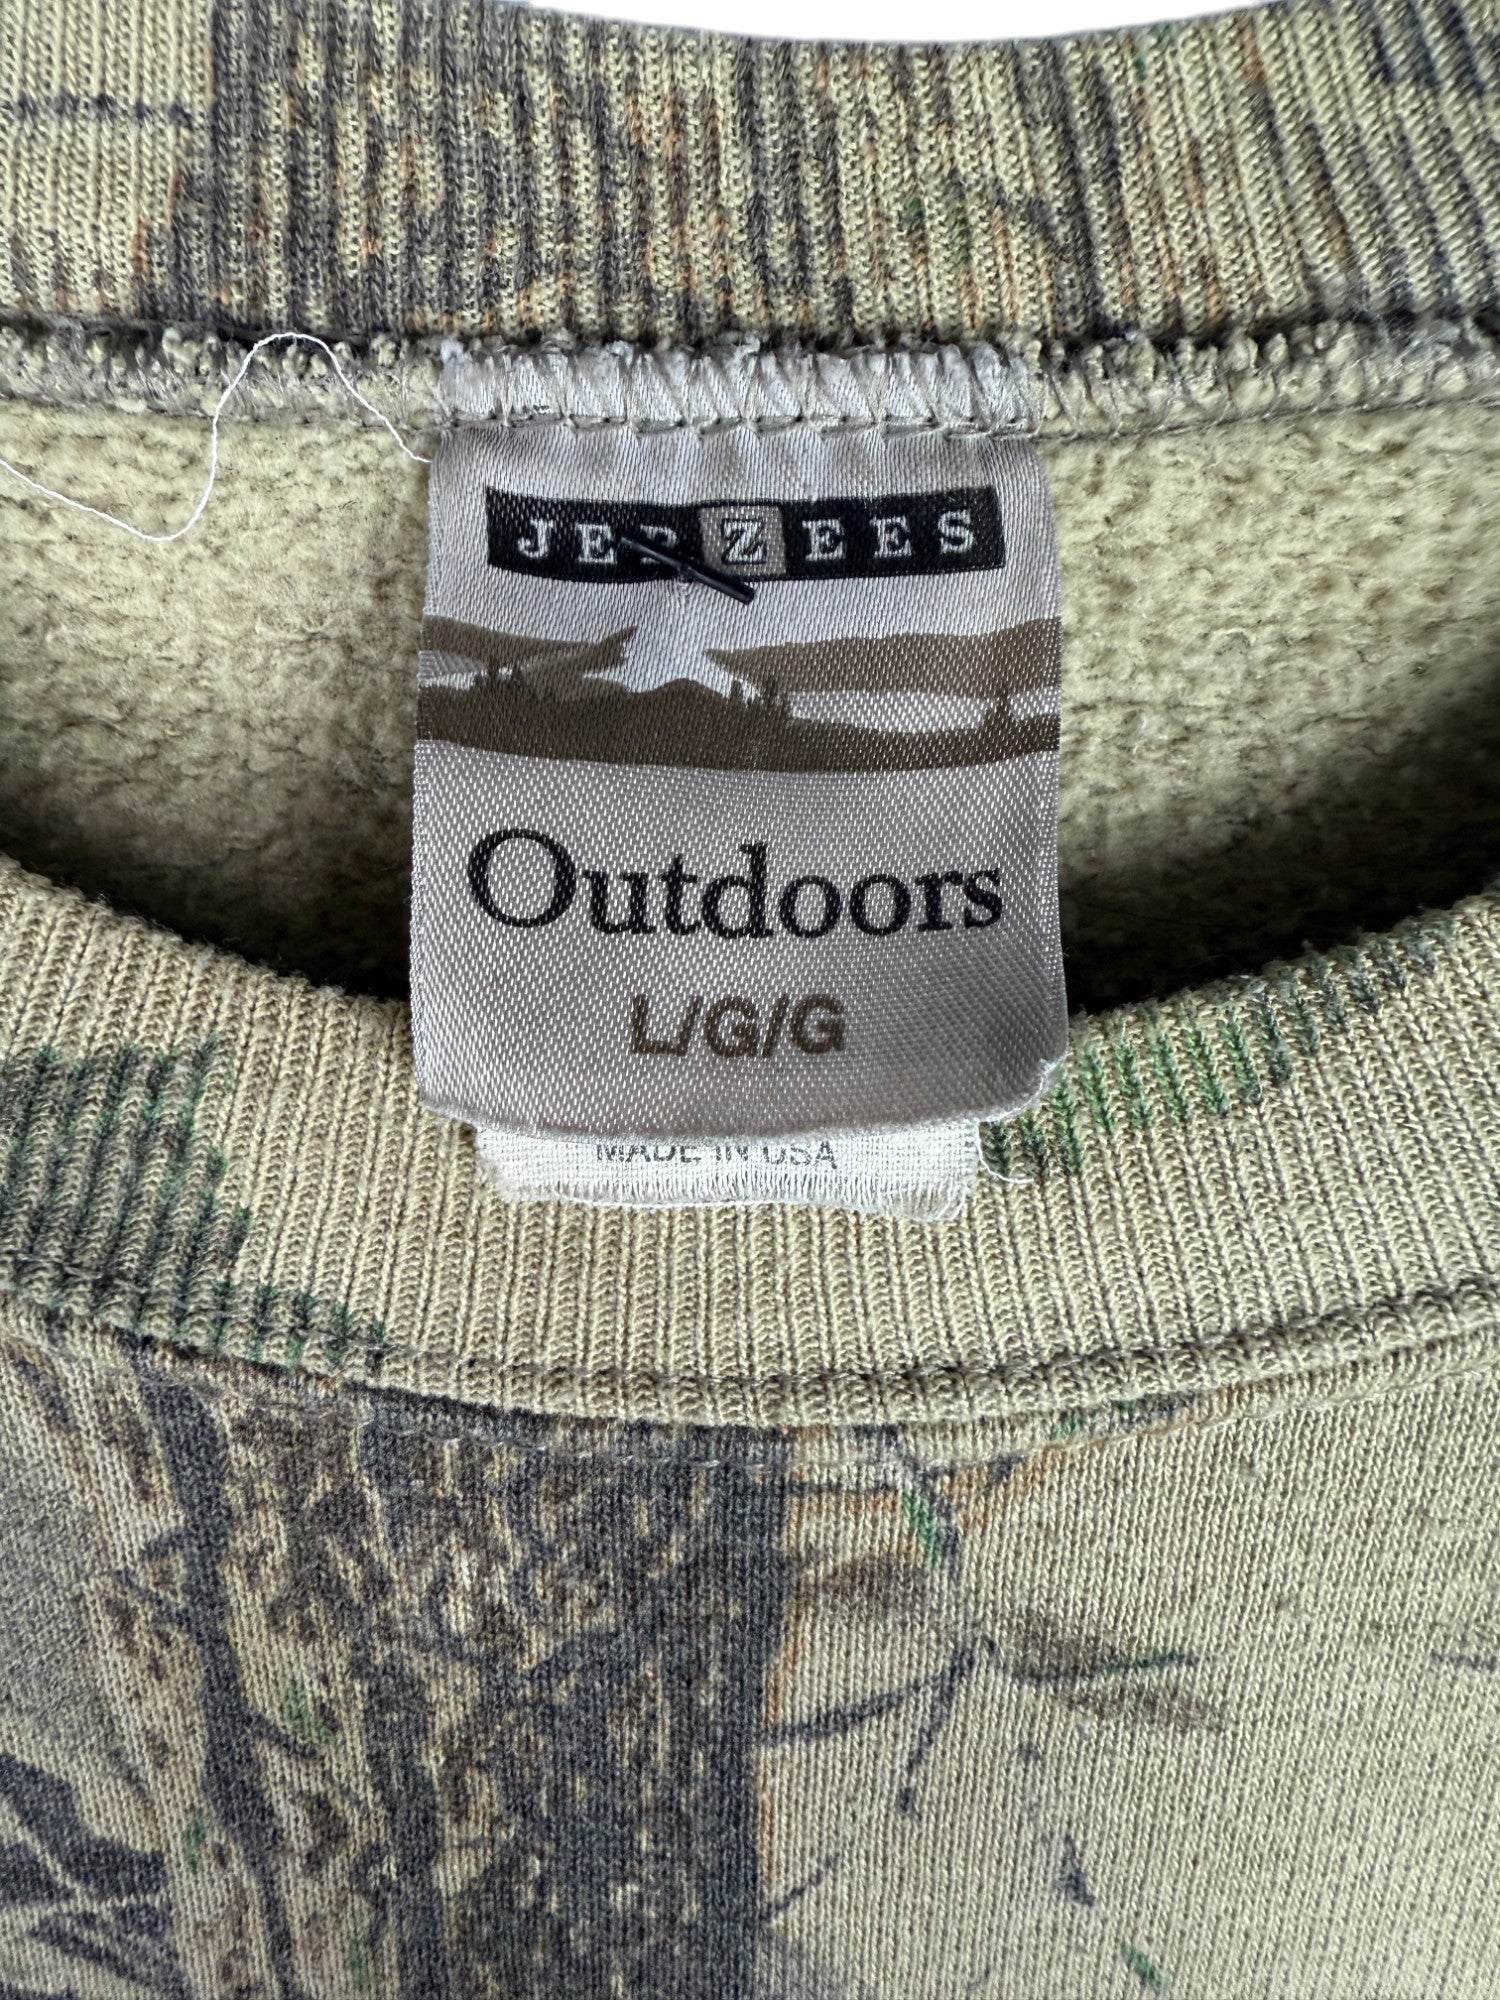 JERZEES
Outdoors
L/G/G
MADE IN USA